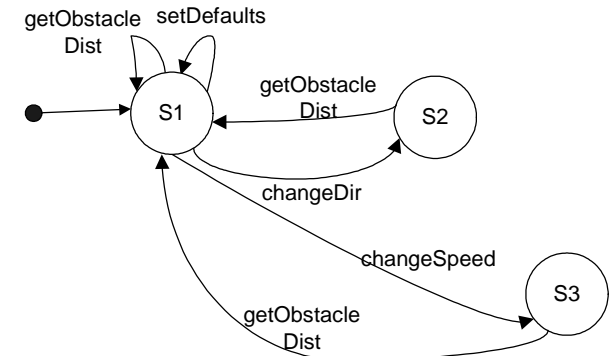 getObstacle
Dist
setDefaults
getObstacle
Dist
S1
S2
changeDir
changeSpeed
S3
getObstacle
Dist